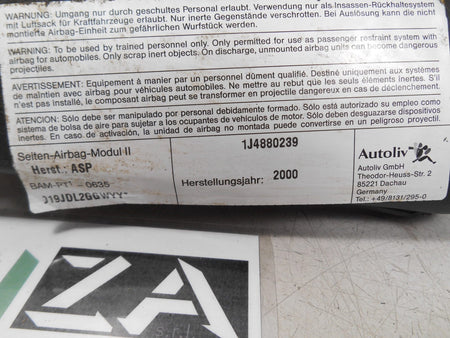 WARNUNG: Umgang nur durch geschultes Personal erlaubt. Verwendung nur als Insassen-Rückhaltesystem
mit Luftsack für Kraftfahrzeuge erlaubt. Nur inerte Gegenstände verschrotten. Bei Auslösung kann die nicht
montierte Airbag-Einheit zum gefährlichen Wurfstück werden.
WARNING: To be used by trained personnel only. Only permitted for use as passenger restraint system with
airbag for automobiles. Only scrap inert objects. On discharge, unmounted airbag units can become dangerous
projectiles.
AVERTISSEMENT: Equipement à manier par un personnel dûment qualifié. Destiné uniquement aux systèmes
de maintien avec airbag pour véhicules automobiles. Ne mettre au rebut que les seuls éléments inertes. S'il
n'est pas installé, le composant airbag peut se transformer en projectile dangereux en cas de déclenchement.
ATENCION: Sólo debe ser manipulado por personal debidamente formado. Sólo está autorizado su empleo como
sistema de bolsa de aire para sujetar a los ocupantes de vehículos de motor. Sólo deben desguazarse dispositivos
inertes. En caso de activación, la unidad de airbag no montada puede convertirse en un peligroso proyectil.
Seiten-Airbag-Modul II 1J4880239
Herst.: ASP
BAM-PT1 - 0635 Herstellungsjahr: 2000
Autoliv
Autoliv GmbH
Theodor-Heuss-Str. 2
85221 Dachau
Germany
Tel.: +49/8131/295-0
ZA
s.r.l.